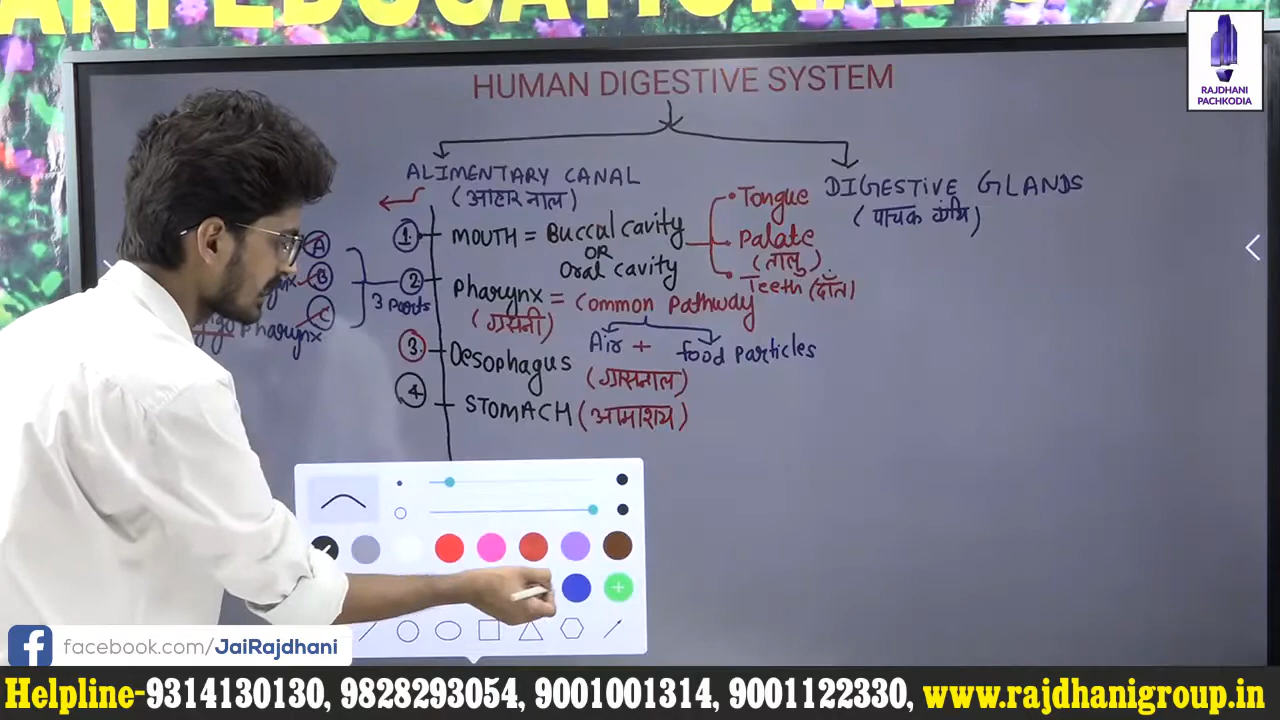 ANI EDUCATIONAL G
RAJDHANI
PACHKODIA
HUMAN DIGESTIVE SYSTEM
ALIMENTARY CANAL
(आहार नाल)
DIGESTIVE GLANDS
(पाचक ग्रंथि)
1 MOUTH = Buccal cavity
OR
Oral cavity
Tongue
Palate
(तालु)
Teeth (दाँत)
A
B
C
pharynx
3 Parts
2 Pharynx = Common Pathway
(ग्रसनी)
Air + food Particles
3 Oesophagus (ग्रासनाल)
4 STOMACH (आमाशय)
facebook.com/JaiRajdhani
Helpline-9314130130, 9828293054, 9001001314, 9001122330, www.rajdhanigroup.in